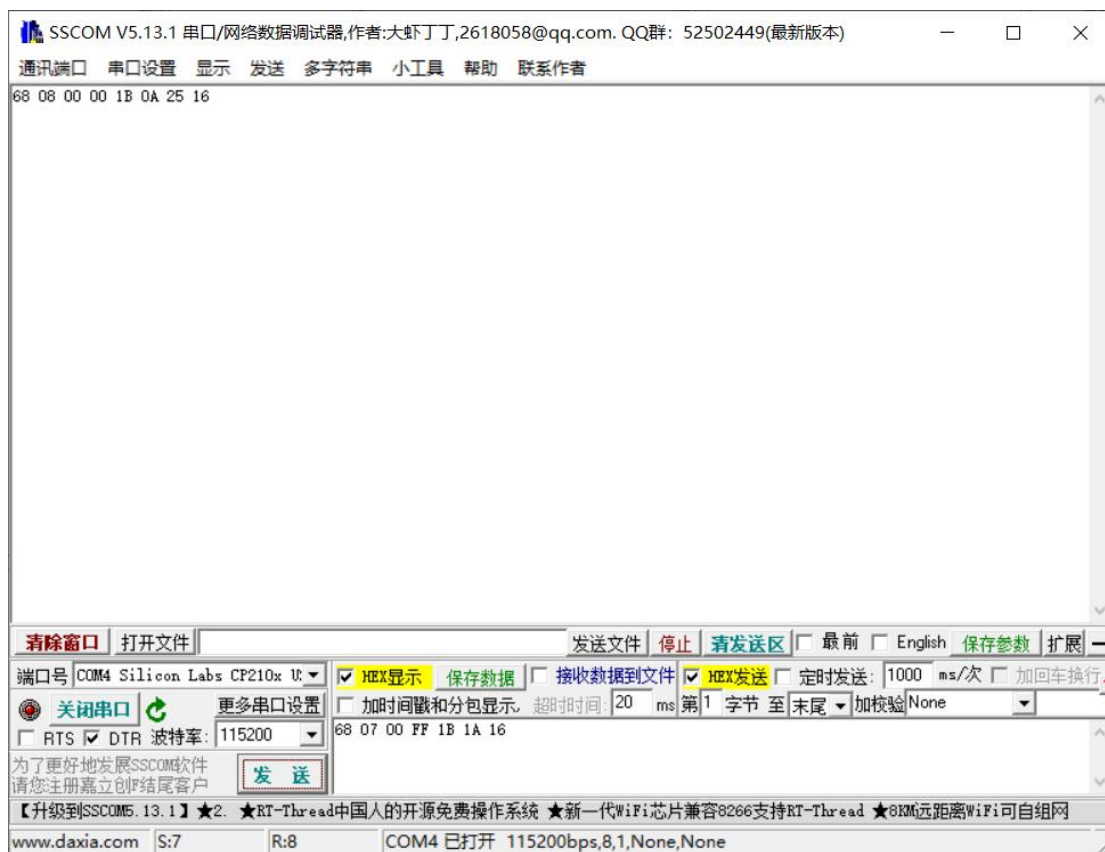 SSCOM V5.13.1 串口/网络数据调试器,作者:大虾丁丁,2618058@qq.com. QQ群: 52502449(最新版本)
通讯端口 串口设置 显示 发送 多字符串 小工具 帮助 联系作者
68 08 00 00 1B 0A 25 16
清除窗口 打开文件 发送文件 停止 清发送区 最前 English 保存参数 扩展
端口号 COM4 Silicon Labs CP210x HEX显示 保存数据 接收数据到文件 HEX发送 定时发送: 1000 ms/次 加回车换行
关闭串口 更多串口设置 加时间戳和分包显示, 超时时间: 20 ms 第1 字节 至 末尾 加校验 None
RTS DTR 波特率: 115200 68 07 00 FF 1B 1A 16
为了更好地发展SSCOM软件
请您注册嘉立创F结尾客户 发 送
【升级到SSCOM5.13.1】★2. ★RT-Thread中国人的开源免费操作系统 ★新一代WiFi芯片兼容8266支持RT-Thread ★8KM远距离WiFi可自组网
www.daxia.com S:7 R:8 COM4 已打开 115200bps,8,1,None,None